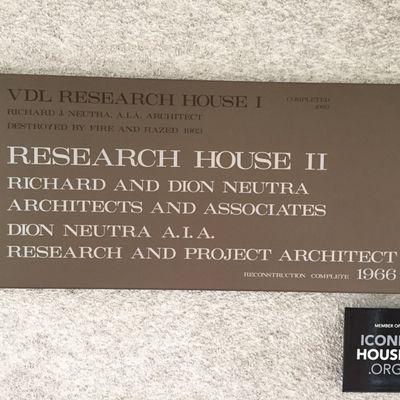 VDL RESEARCH HOUSE I
COMPLETED
RICHARD J. NEUTRA, A.I.A. ARCHITECT
DESTROYED BY FIRE AND RAZED 1963
RESEARCH HOUSE II
RICHARD AND DION NEUTRA
ARCHITECTS AND ASSOCIATES
DION NEUTRA A.I.A.
RESEARCH AND PROJECT ARCHITECT
RECONSTRUCTION COMPLETE 1966
MEMBER OF
ICONI
HOUSE
.ORG